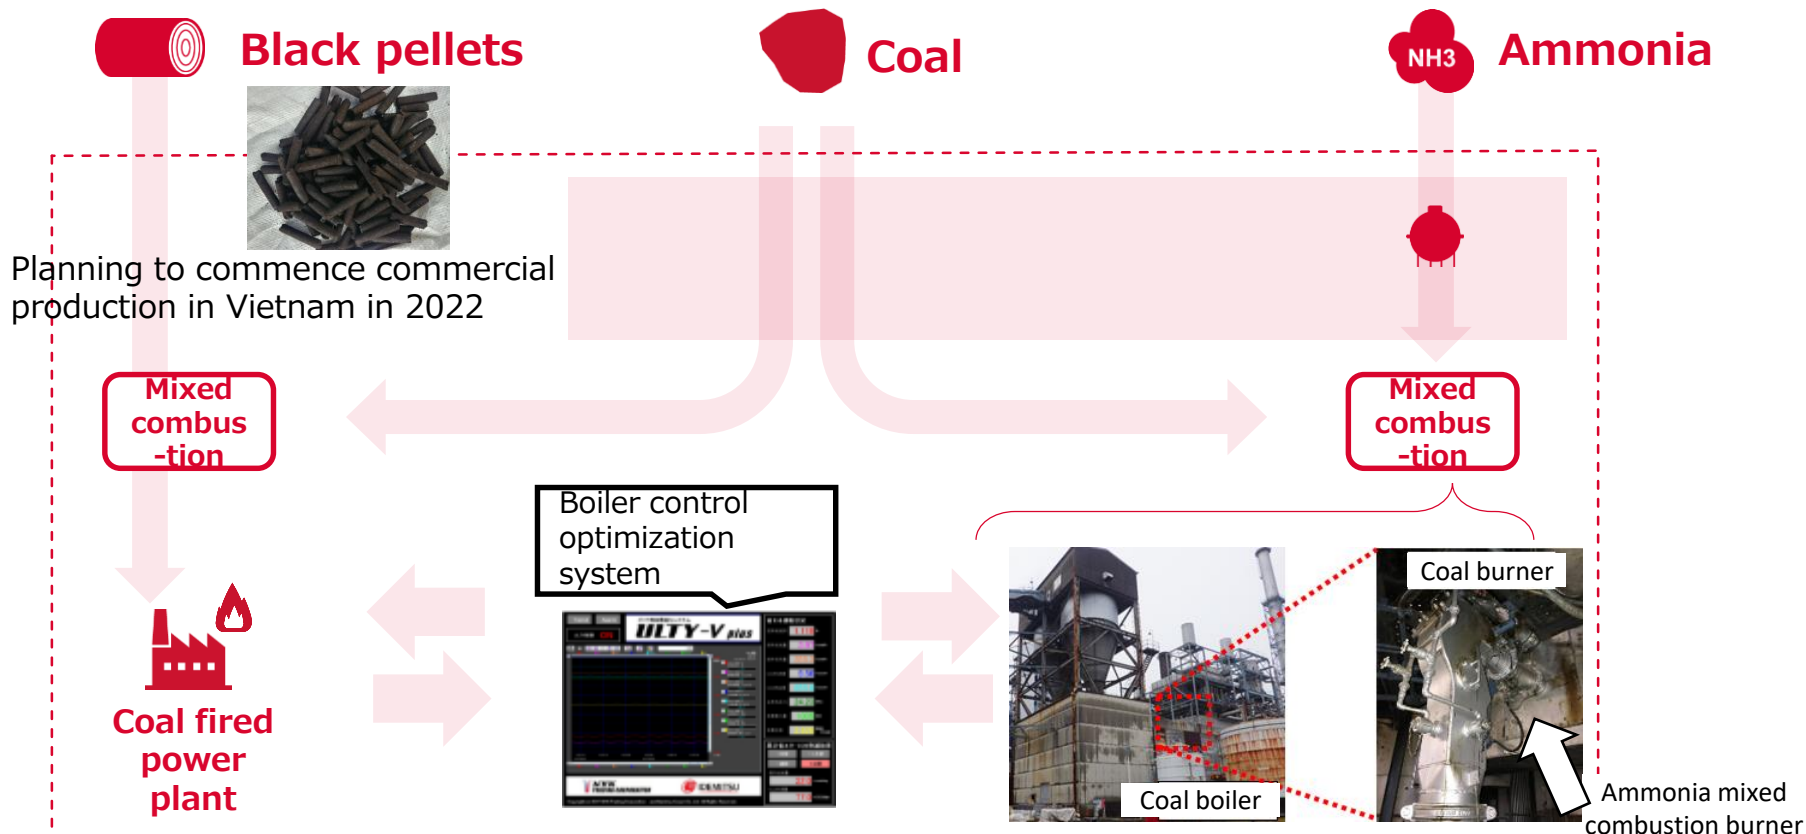 Black pellets
Coal
NH3
Ammonia
Planning to commence commercial
production in Vietnam in 2022
Mixed
combus
-tion
Mixed
combus
-tion
Boiler control
optimization
system
Coal burner
ULTY-V plus
IDEMITSU
Coal fired
power
plant
Coal boiler
Ammonia mixed
combustion burner